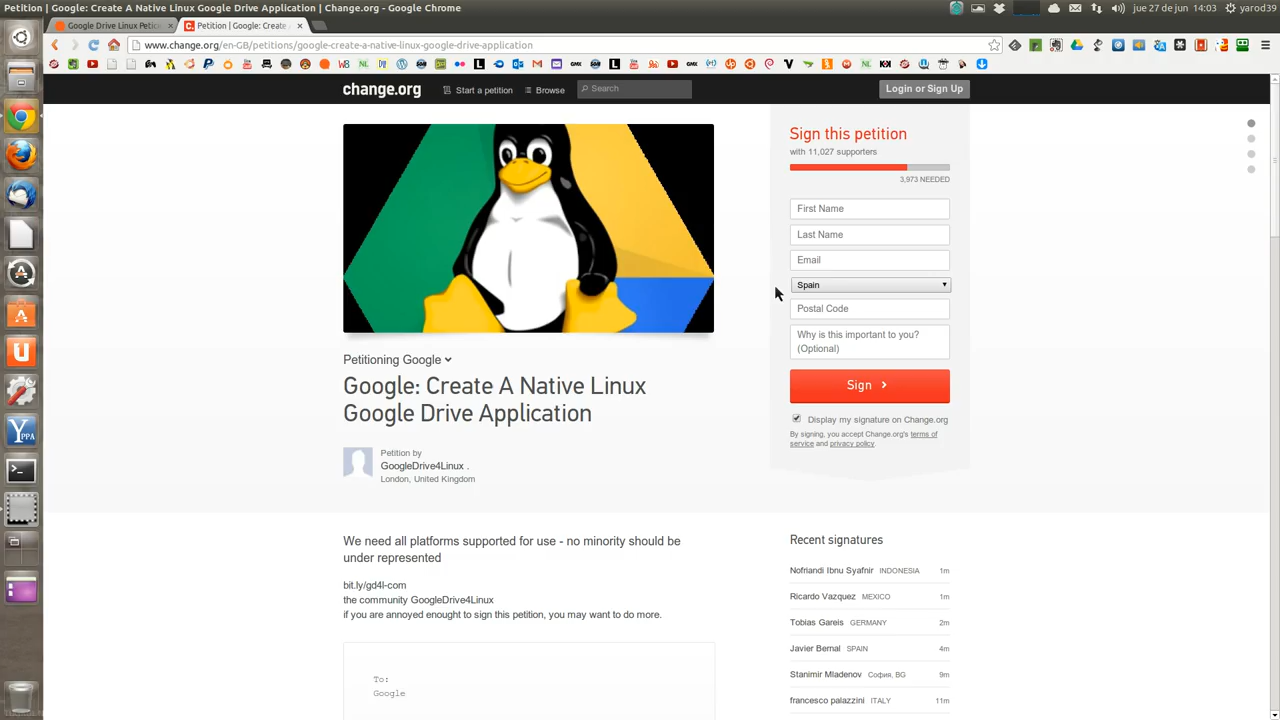 Petition | Google: Create A Native Linux Google Drive Application | Change.org - Google Chrome
jue 27 de jun 14:03
yarod39
Google Drive Linux Petic
Petition | Google: Create
www.change.org/en-GB/petitions/google-create-a-native-linux-google-drive-application
change.org
Start a petition
Browse
Search
Login or Sign Up
Sign this petition
with 11,027 supporters
3,973 NEEDED
First Name
Last Name
Email
Spain
Postal Code
Why is this important to you?
(Optional)
Sign
Display my signature on Change.org
By signing, you accept Change.org's terms of
service and privacy policy.
Petitioning Google
Google: Create A Native Linux
Google Drive Application
Petition by
GoogleDrive4Linux .
London, United Kingdom
We need all platforms supported for use - no minority should be
under represented
bit.ly/gd4l-com
the community GoogleDrive4Linux
if you are annoyed enought to sign this petition, you may want to do more.
To:
Google
Recent signatures
Nofriandi Ibnu Syafnir INDONESIA 1m
Ricardo Vazquez MEXICO 1m
Tobias Gareis GERMANY 2m
Javier Bernal SPAIN 4m
Stanimir Mladenov София, BG 9m
francesco palazzini ITALY 11m